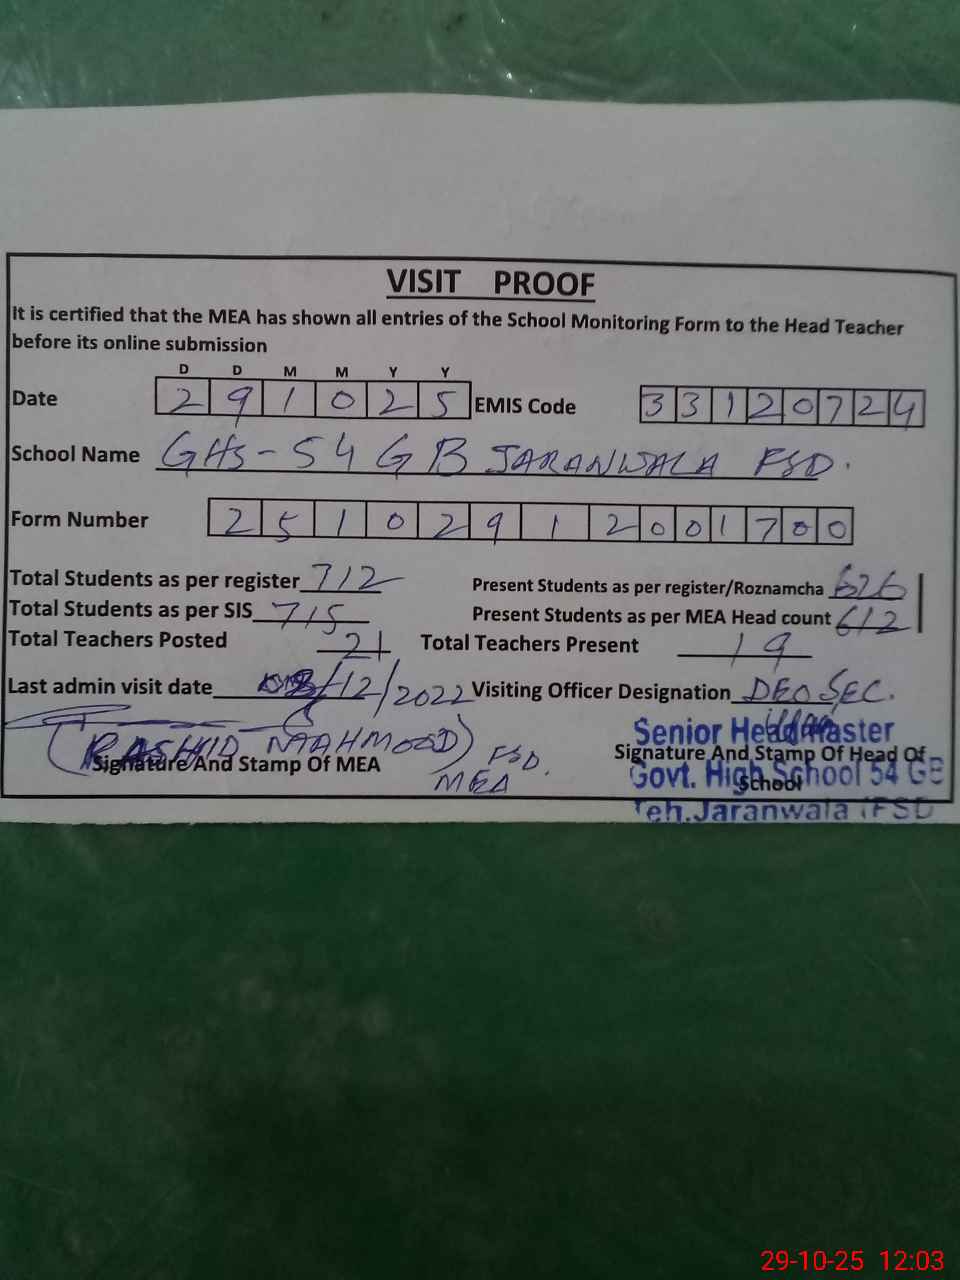 VISIT PROOF
It is certified that the MEA has shown all entries of the School Monitoring Form to the Head Teacher
before its online submission
D D M M Y Y
Date 2 9 1 0 2 5 EMIS Code 3 3 1 2 0 7 2 4
School Name GHS-54 GB JARANWALA FSD.
Form Number 2 5 1 0 2 9 1 2 0 0 1 7 0 0
Total Students as per register 712 Present Students as per register/Roznamcha 626
Total Students as per SIS 715 Present Students as per MEA Head count 612
Total Teachers Posted 21 Total Teachers Present 19
Last admin visit date /12/2022 Visiting Officer Designation DEO SEC.
(RASHID MAHMOOD) FSD.
MEA
Signature And Stamp Of MEA
Senior Headmaster
Signature And Stamp Of Head Of
School
Govt. High School 54 GB
Teh. Jaranwala (FSD
29-10-25 12:03